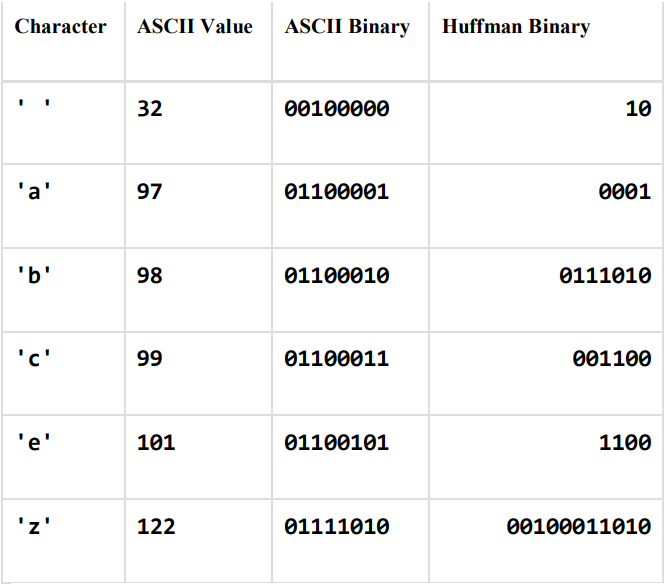 Character ASCII Value ASCII Binary Huffman Binary
' ' 32 00100000 10
'a' 97 01100001 0001
'b' 98 01100010 0111010
'c' 99 01100011 001100
'e' 101 01100101 1100
'z' 122 01111010 00100011010